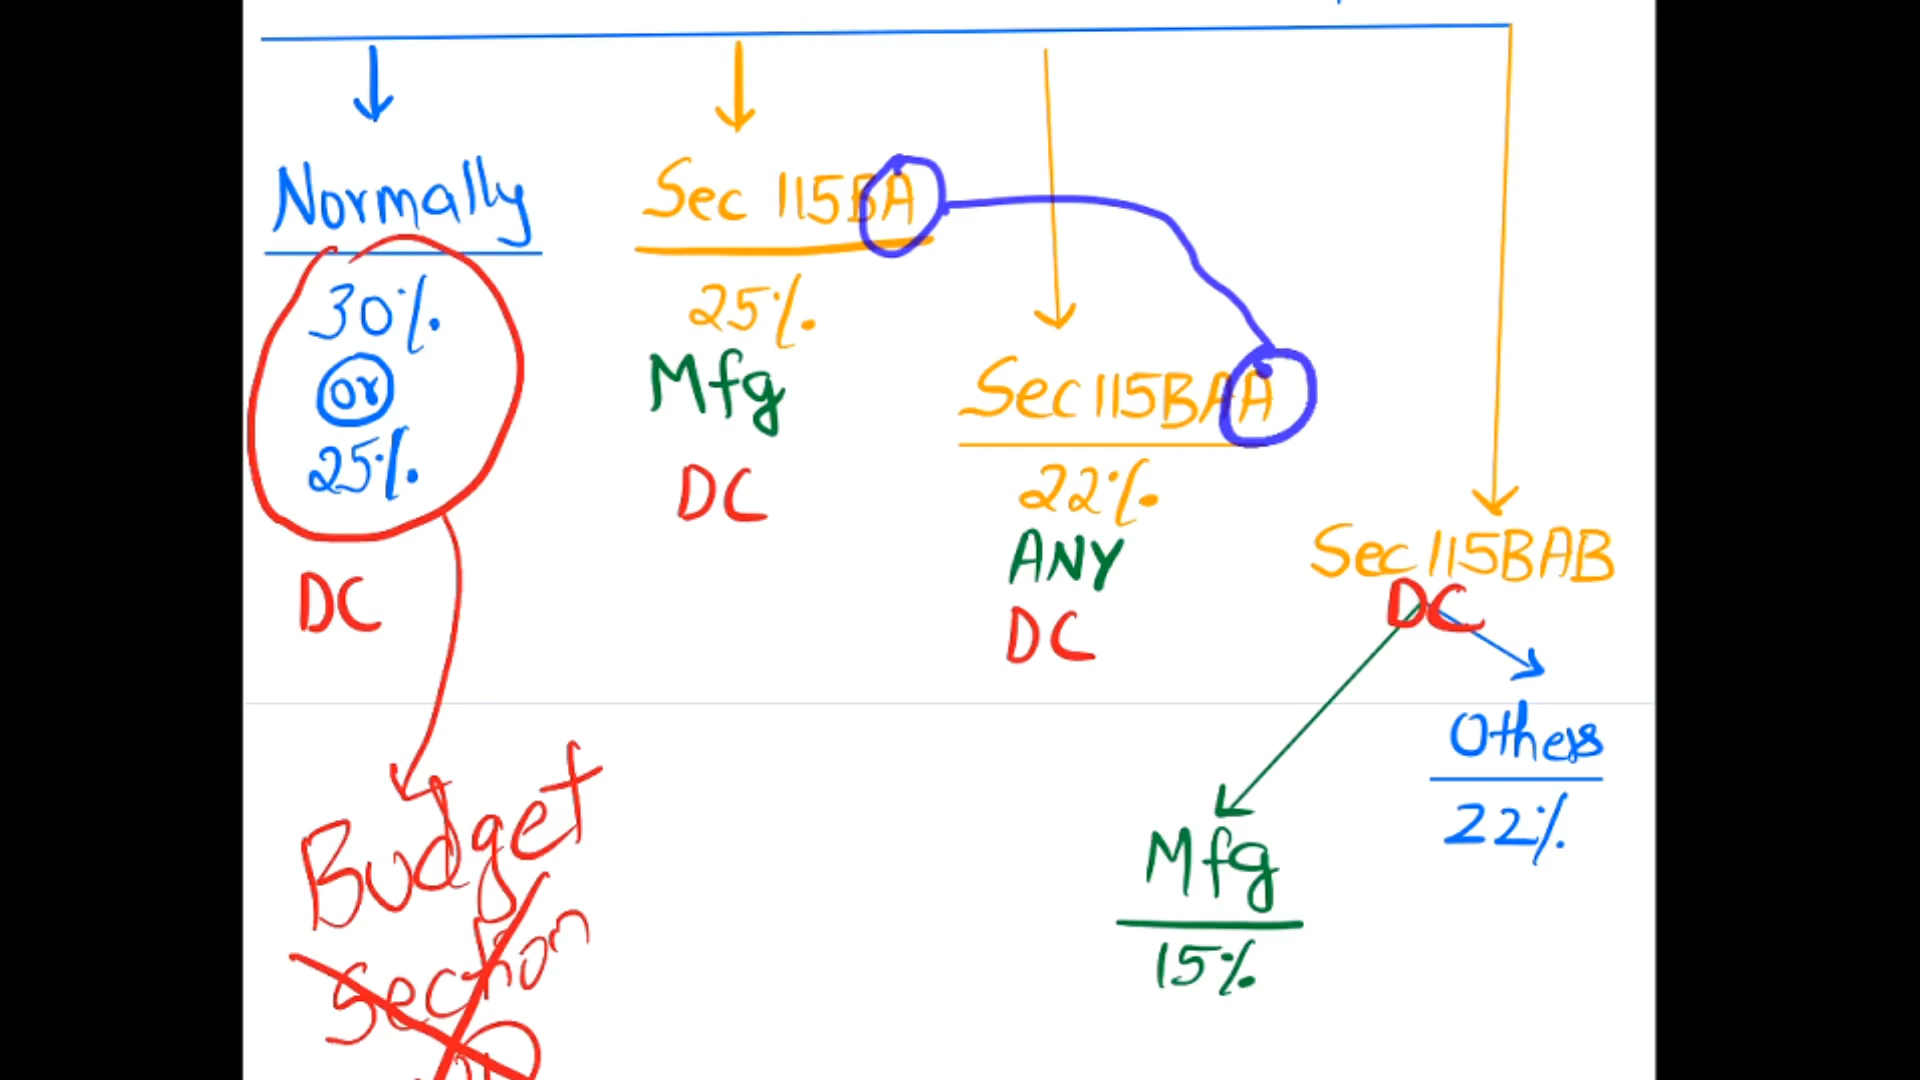 Normally
30%
or
25%
DC
Sec 115BA
25%
Mfg
DC
Sec 115BAA
22%
ANY
DC
Sec 115BAB
DC
Others
22%
Mfg
15%
Budget
Section